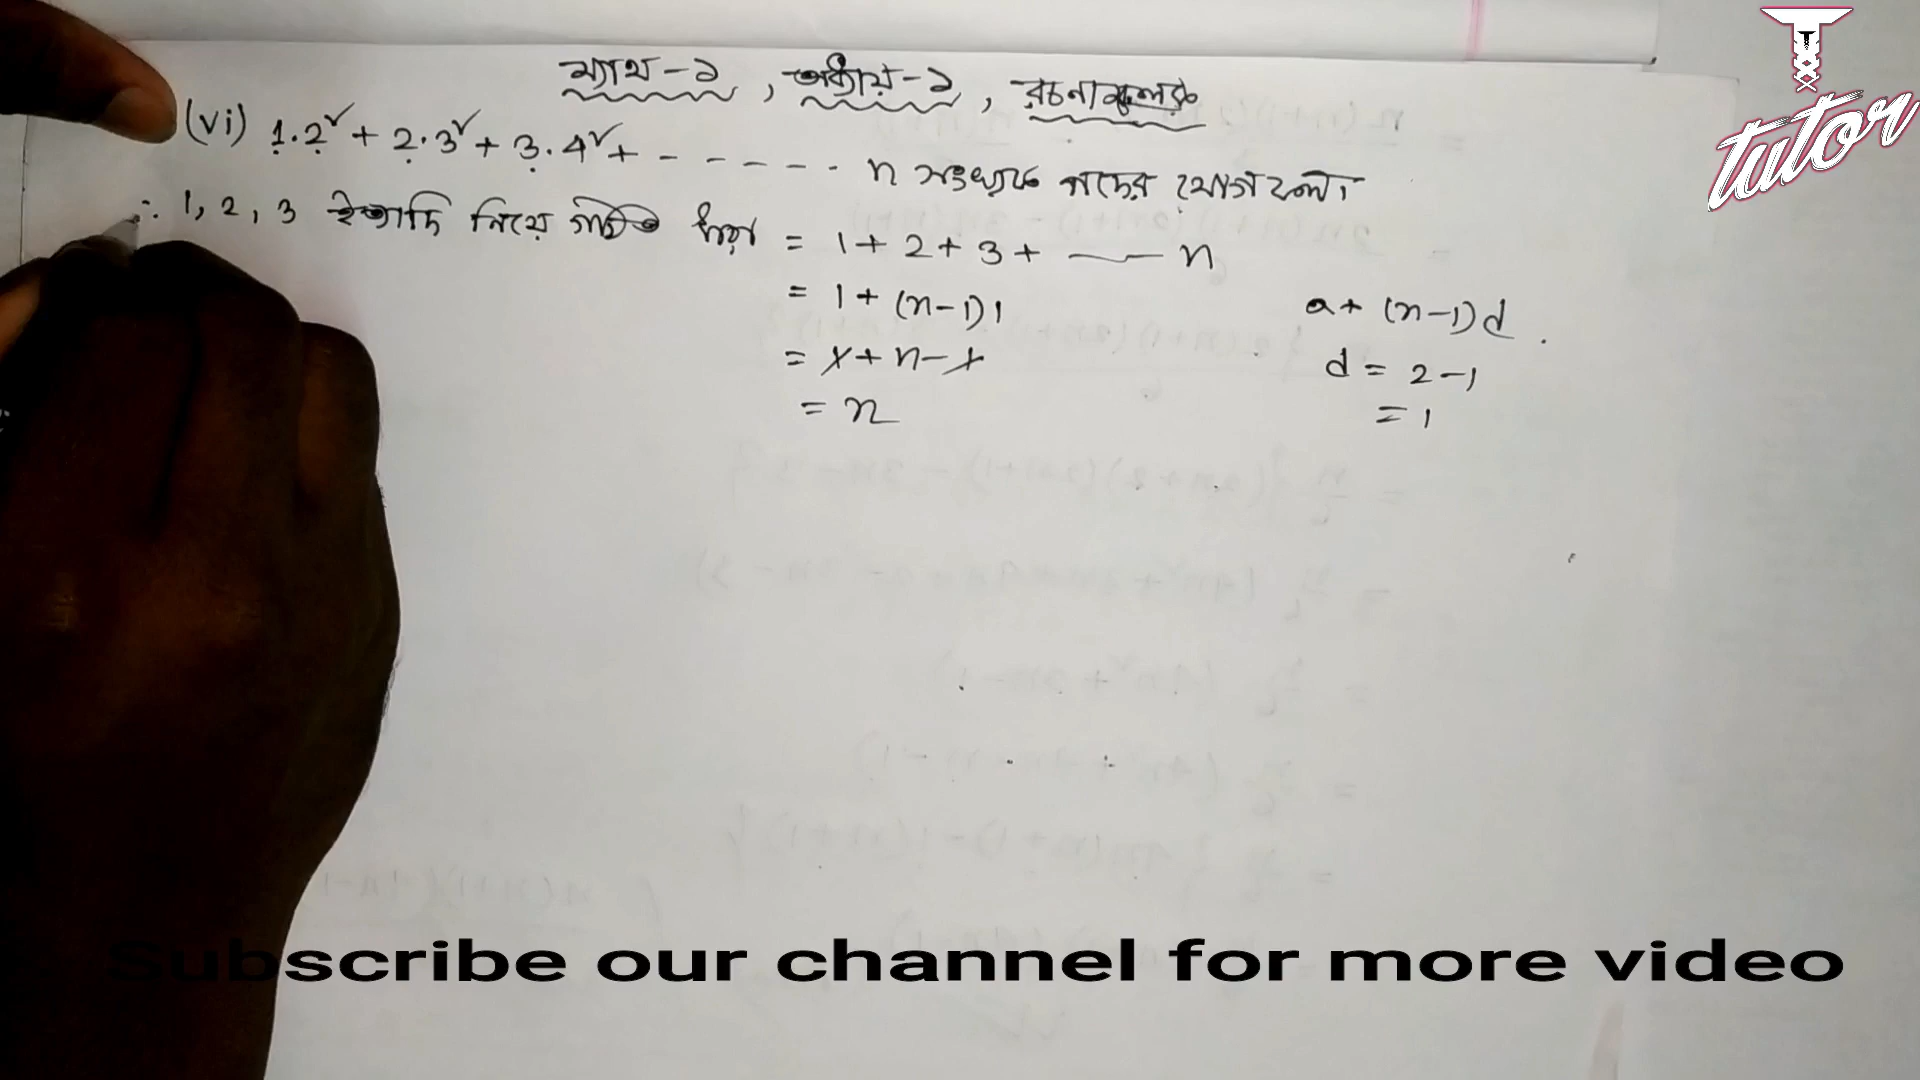 ম্যাথ-১, অধ্যায়-১, রচনামূলক
(vi) 1.2² + 2.3² + 3.4² + - - - - - - n সংখ্যক পদের যোগফল।
∴ 1, 2, 3 ইত্যাদি নিয়ে গঠিত ধারা = 1 + 2 + 3 + —— n
= 1 + (n-1) 1
= 1 + n - 1
= n
a + (n-1)d
d = 2 - 1
= 1
T
tutor
Subscribe our channel for more video